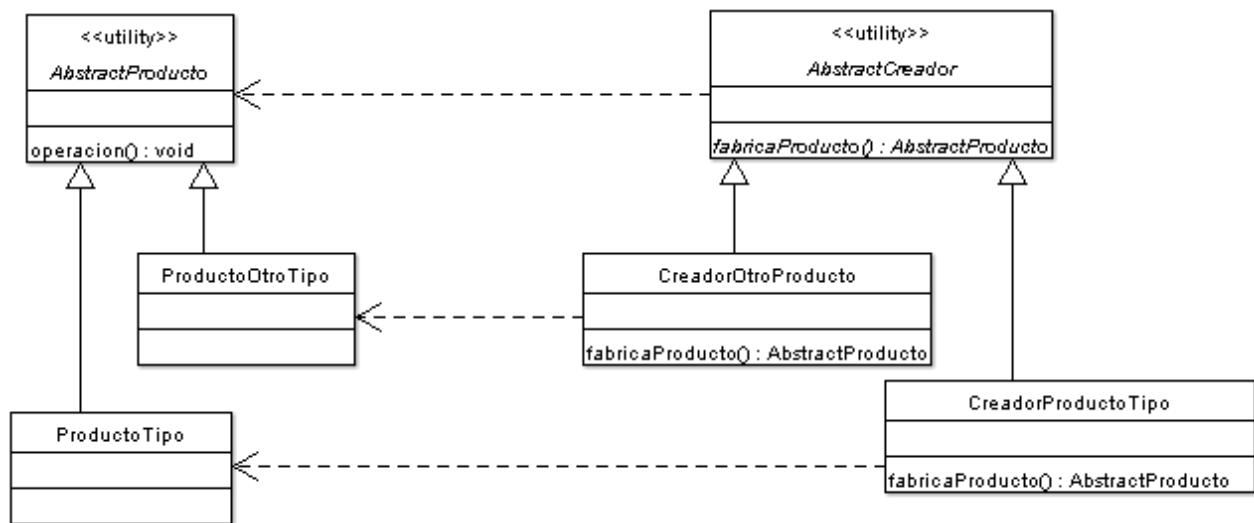 <<utility>>
AbstractProducto
operacion() : void
<<utility>>
AbstractCreador
fabricaProducto() : AbstractProducto
ProductoOtroTipo
CreadorOtroProducto
fabricaProducto() : AbstractProducto
ProductoTipo
CreadorProductoTipo
fabricaProducto() : AbstractProducto